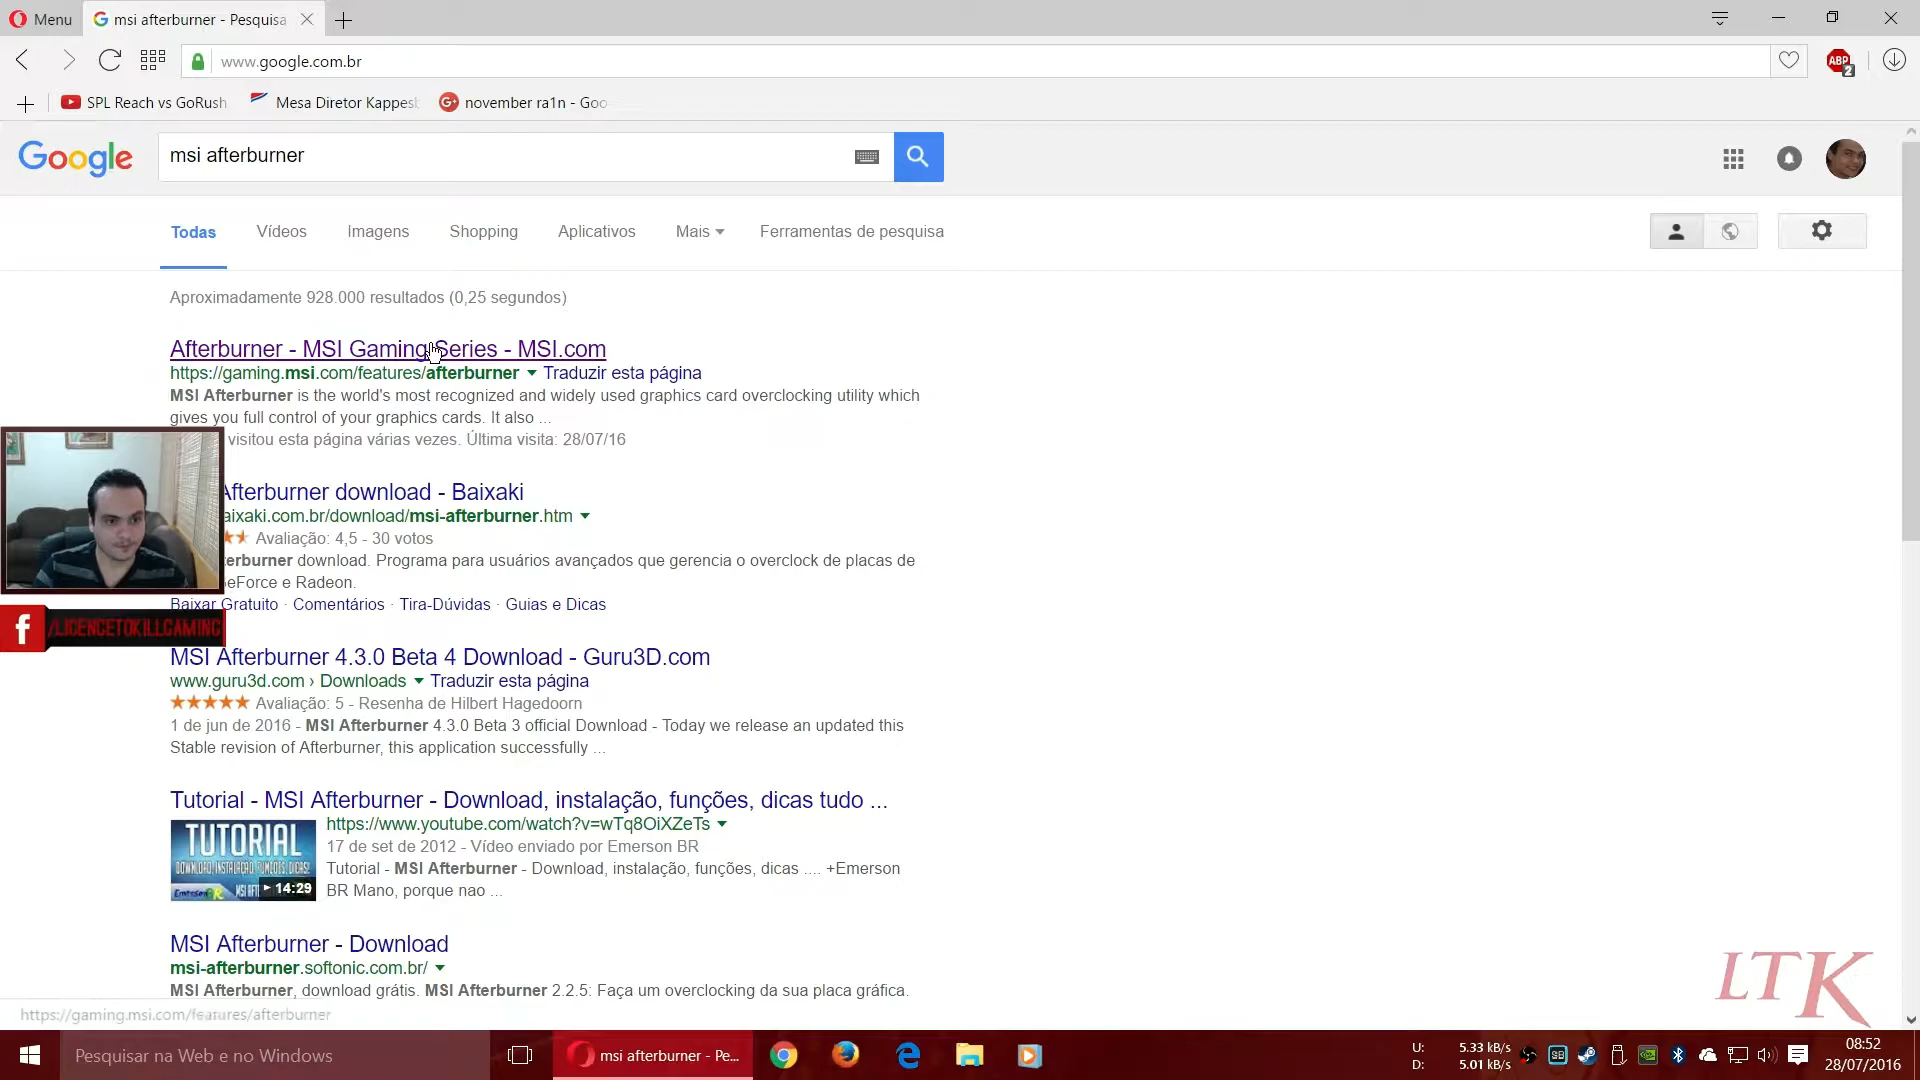 Menu
msi afterburner - Pesquisa
www.google.com.br
ABP
2
SPL Reach vs GoRush
Mesa Diretor Kappesb
november ra1n - Goo
Google
msi afterburner
Todas
Vídeos
Imagens
Shopping
Aplicativos
Mais
Ferramentas de pesquisa
Aproximadamente 928.000 resultados (0,25 segundos)
Afterburner - MSI Gaming Series - MSI.com
https://gaming.msi.com/features/afterburner Traduzir esta página
MSI Afterburner is the world's most recognized and widely used graphics card overclocking utility which
gives you full control of your graphics cards. It also ...
visitou esta página várias vezes. Última visita: 28/07/16
Afterburner download - Baixaki
aixaki.com.br/download/msi-afterburner.htm
Avaliação: 4,5 - 30 votos
terburner download. Programa para usuários avançados que gerencia o overclock de placas de
eForce e Radeon.
Baixar Gratuito · Comentários · Tira-Dúvidas · Guias e Dicas
f /LICENCETOKILLGAMING
MSI Afterburner 4.3.0 Beta 4 Download - Guru3D.com
www.guru3d.com › Downloads Traduzir esta página
Avaliação: 5 - Resenha de Hilbert Hagedoorn
1 de jun de 2016 - MSI Afterburner 4.3.0 Beta 3 official Download - Today we release an updated this
Stable revision of Afterburner, this application successfully ...
Tutorial - MSI Afterburner - Download, instalação, funções, dicas tudo ...
https://www.youtube.com/watch?v=wTq8OiXZeTs
17 de set de 2012 - Vídeo enviado por Emerson BR
Tutorial - MSI Afterburner - Download, instalação, funções, dicas .... +Emerson
BR Mano, porque nao ...
TUTORIAL
DOWNLOAD, INSTALAÇÃO, FUNÇÕES, DICAS!
14:29
MSI Afterburner - Download
msi-afterburner.softonic.com.br/
MSI Afterburner, download grátis. MSI Afterburner 2.2.5: Faça um overclocking da sua placa gráfica.
LTK
https://gaming.msi.com/features/afterburner
Pesquisar na Web e no Windows
msi afterburner - Pe...
U: 5.33 kB/s
D: 5.01 kB/s
08:52
28/07/2016